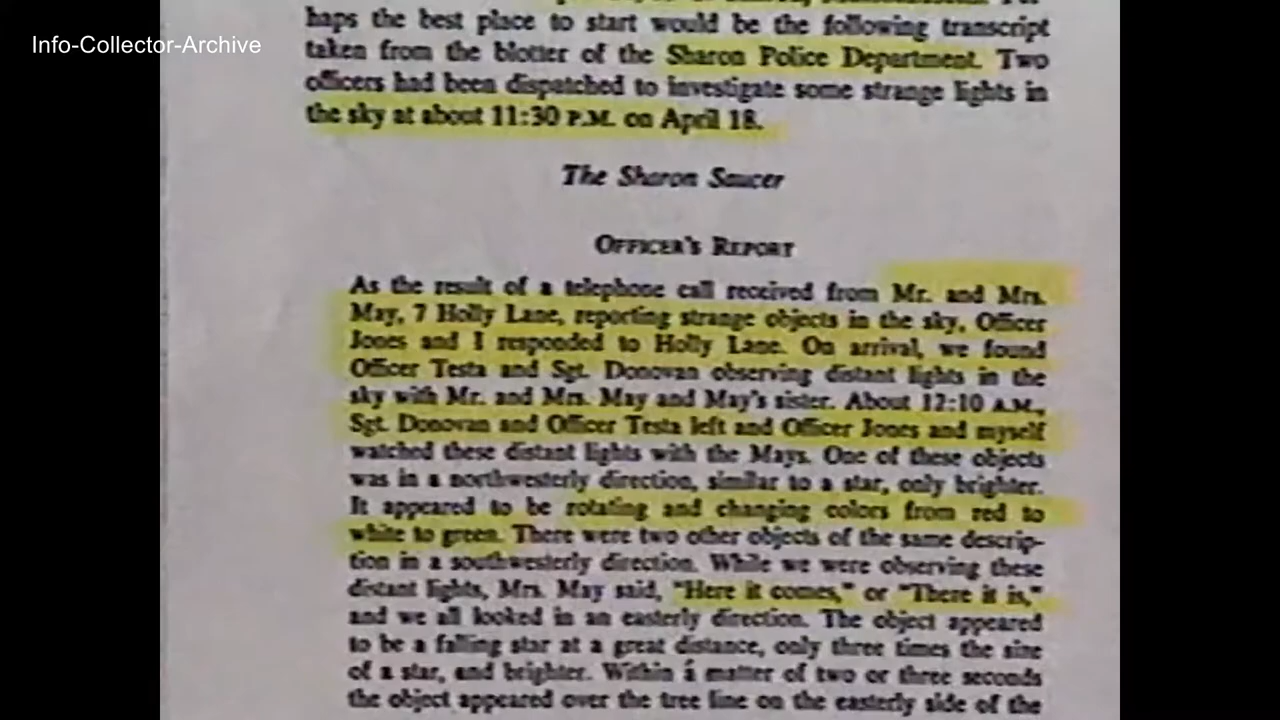 Info-Collector-Archive
haps the best place to start would be the following transcript
taken from the blotter of the Sharon Police Department. Two
officers had been dispatched to investigate some strange lights in
the sky at about 11:30 P.M. on April 18.
The Sharon Saucer
OFFICER'S REPORT
As the result of a telephone call received from Mr. and Mrs.
May, 7 Holly Lane, reporting strange objects in the sky, Officer
Jones and I responded to Holly Lane. On arrival, we found
Officer Testa and Sgt. Donovan observing distant lights in the
sky with Mr. and Mrs. May and May's sister. About 12:10 A.M.,
Sgt. Donovan and Officer Testa left and Officer Jones and myself
watched these distant lights with the Mays. One of these objects
was in a northwesterly direction, similar to a star, only brighter.
It appeared to be rotating and changing colors from red to
white to green. There were two other objects of the same descrip-
tion in a southwesterly direction. While we were observing these
distant lights, Mrs. May said, "Here it comes," or "There it is,"
and we all looked in an easterly direction. The object appeared
to be a falling star at a great distance, only three times the size
of a star, and brighter. Within a matter of two or three seconds
the object appeared over the tree line on the easterly side of the